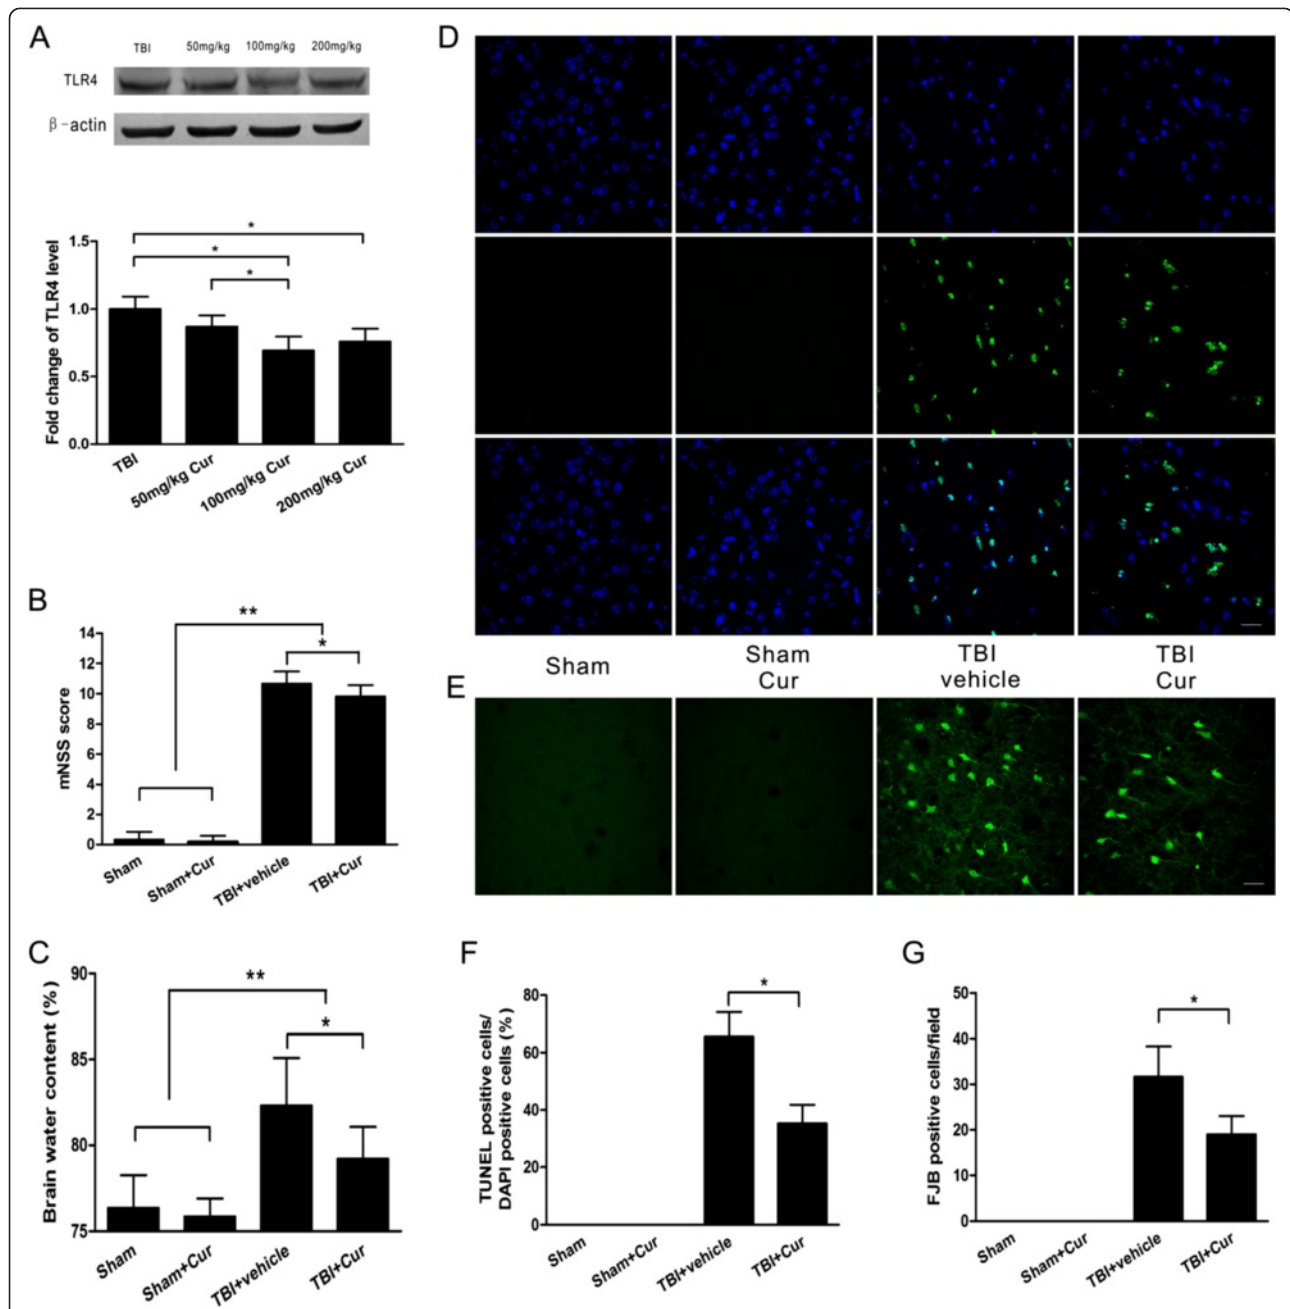 A
TBI 50mg/kg 100mg/kg 200mg/kg
TLR4
β-actin
Fold change of TLR4 level
1.5
1.0
0.5
0.0
*
*
*
TBI
50mg/kg Cur
100mg/kg Cur
200mg/kg Cur
B
mNSS score
14
12
10
8
6
4
2
0
**
*
Sham
Sham+Cur
TBI+vehicle
TBI+Cur
C
Brain water content (%)
90
85
80
75
**
*
Sham
Sham+Cur
TBI+vehicle
TBI+Cur
D
Sham
Sham
Cur
TBI
vehicle
TBI
Cur
E
F
TUNEL positive cells/
DAPI positive cells (%)
80
60
40
20
0
*
Sham
Sham+Cur
TBI+vehicle
TBI+Cur
G
FJB positive cells/field
50
40
30
20
10
0
*
Sham
Sham+Cur
TBI+vehicle
TBI+Cur